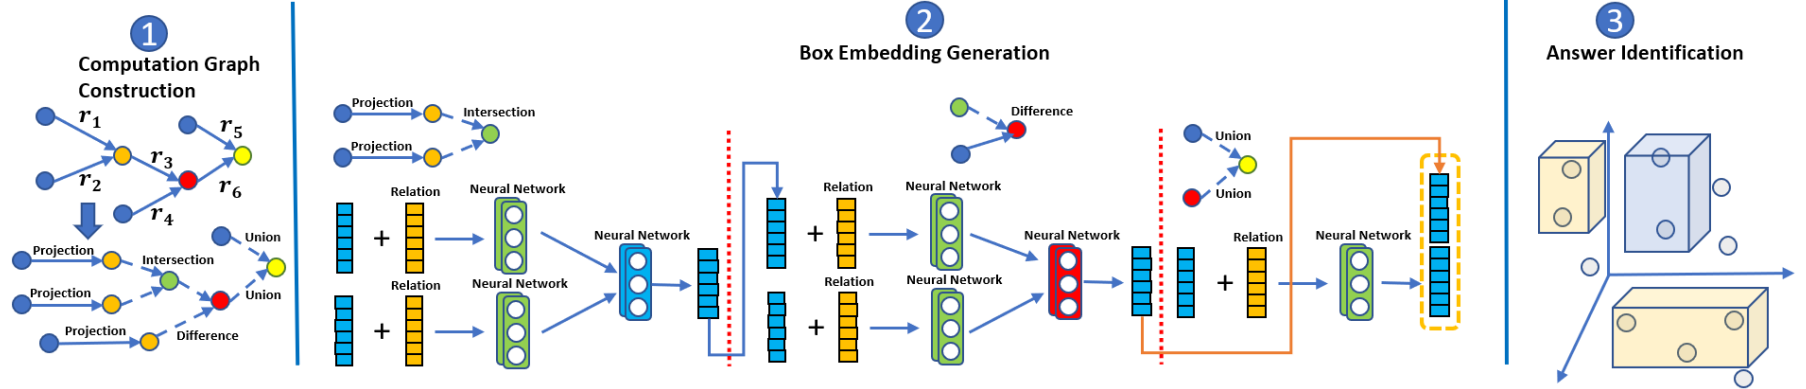 1
Computation Graph
Construction
r₁
r₅
r₃
r₂
r₆
r₄
Union
Projection
Intersection
Projection
Union
Projection
Difference
2
Box Embedding Generation
Projection
Intersection
Projection
Relation
Neural Network
+
Neural Network
Relation
Neural Network
+
Difference
Relation
Neural Network
+
Neural Network
Relation
Neural Network
+
Union
Union
Relation
Neural Network
+
3
Answer Identification